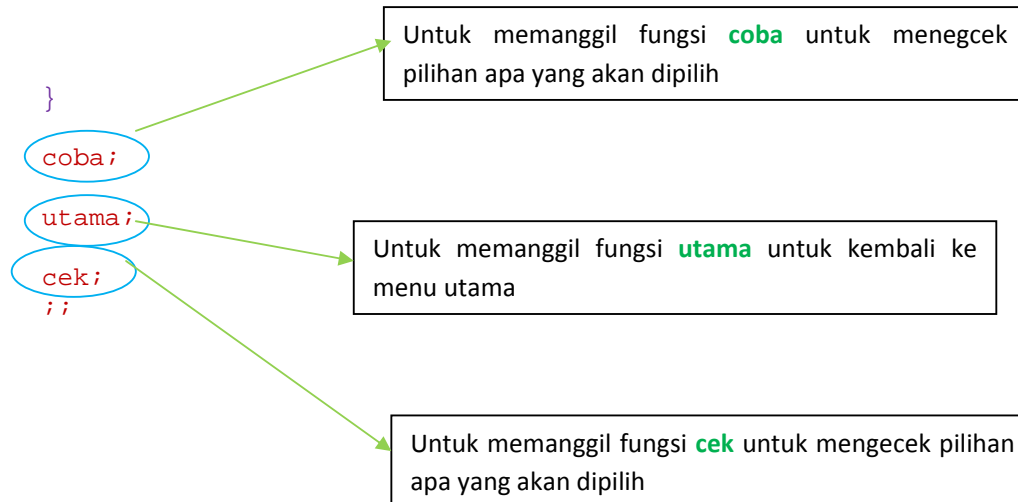 Untuk memanggil fungsi coba untuk menegcek
pilihan apa yang akan dipilih
}
coba;
utama;
Untuk memanggil fungsi utama untuk kembali ke
menu utama
cek;
;;
Untuk memanggil fungsi cek untuk mengecek pilihan
apa yang akan dipilih